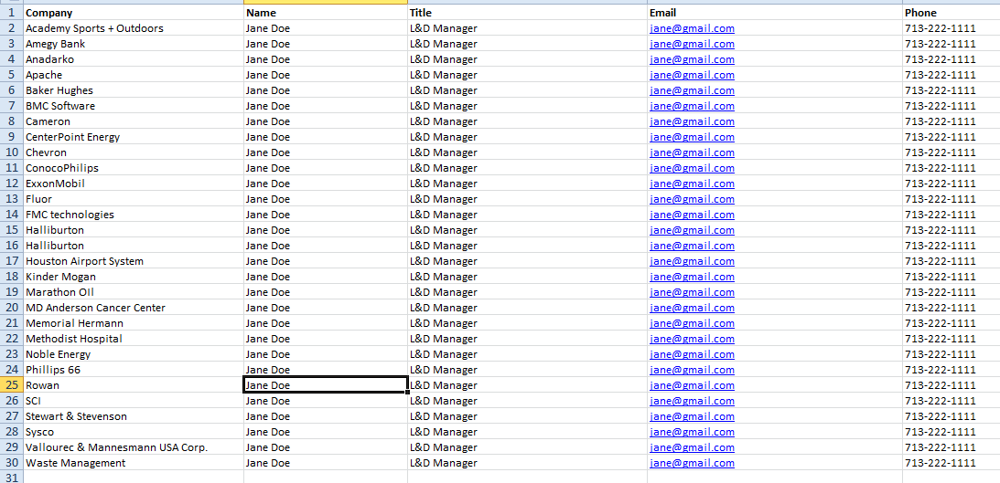 1 Company Name Title Email Phone
2 Academy Sports + Outdoors Jane Doe L&D Manager jane@gmail.com 713-222-1111
3 Amegy Bank Jane Doe L&D Manager jane@gmail.com 713-222-1111
4 Anadarko Jane Doe L&D Manager jane@gmail.com 713-222-1111
5 Apache Jane Doe L&D Manager jane@gmail.com 713-222-1111
6 Baker Hughes Jane Doe L&D Manager jane@gmail.com 713-222-1111
7 BMC Software Jane Doe L&D Manager jane@gmail.com 713-222-1111
8 Cameron Jane Doe L&D Manager jane@gmail.com 713-222-1111
9 CenterPoint Energy Jane Doe L&D Manager jane@gmail.com 713-222-1111
10 Chevron Jane Doe L&D Manager jane@gmail.com 713-222-1111
11 ConocoPhilips Jane Doe L&D Manager jane@gmail.com 713-222-1111
12 ExxonMobil Jane Doe L&D Manager jane@gmail.com 713-222-1111
13 Fluor Jane Doe L&D Manager jane@gmail.com 713-222-1111
14 FMC technologies Jane Doe L&D Manager jane@gmail.com 713-222-1111
15 Halliburton Jane Doe L&D Manager jane@gmail.com 713-222-1111
16 Halliburton Jane Doe L&D Manager jane@gmail.com 713-222-1111
17 Houston Airport System Jane Doe L&D Manager jane@gmail.com 713-222-1111
18 Kinder Mogan Jane Doe L&D Manager jane@gmail.com 713-222-1111
19 Marathon OIl Jane Doe L&D Manager jane@gmail.com 713-222-1111
20 MD Anderson Cancer Center Jane Doe L&D Manager jane@gmail.com 713-222-1111
21 Memorial Hermann Jane Doe L&D Manager jane@gmail.com 713-222-1111
22 Methodist Hospital Jane Doe L&D Manager jane@gmail.com 713-222-1111
23 Noble Energy Jane Doe L&D Manager jane@gmail.com 713-222-1111
24 Phillips 66 Jane Doe L&D Manager jane@gmail.com 713-222-1111
25 Rowan Jane Doe L&D Manager jane@gmail.com 713-222-1111
26 SCI Jane Doe L&D Manager jane@gmail.com 713-222-1111
27 Stewart & Stevenson Jane Doe L&D Manager jane@gmail.com 713-222-1111
28 Sysco Jane Doe L&D Manager jane@gmail.com 713-222-1111
29 Vallourec & Mannesmann USA Corp. Jane Doe L&D Manager jane@gmail.com 713-222-1111
30 Waste Management Jane Doe L&D Manager jane@gmail.com 713-222-1111
31